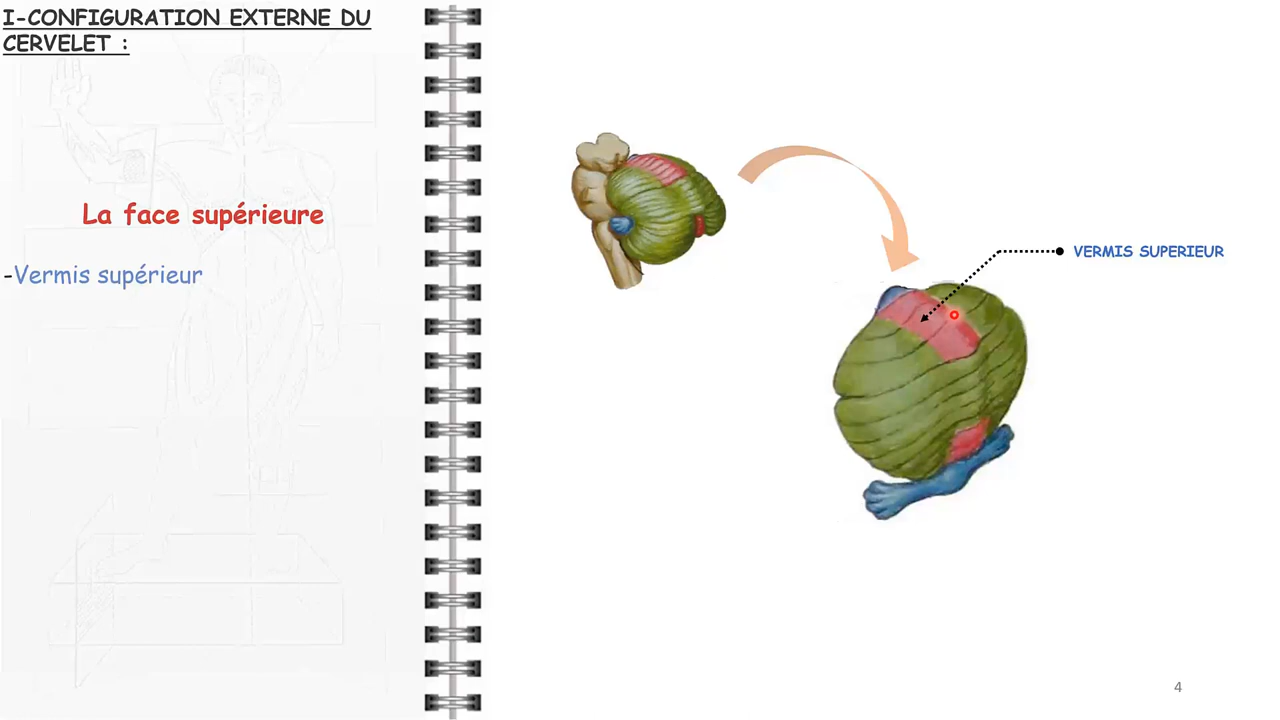 I-CONFIGURATION EXTERNE DU
CERVELET :
La face supérieure
-Vermis supérieur
VERMIS SUPERIEUR
4